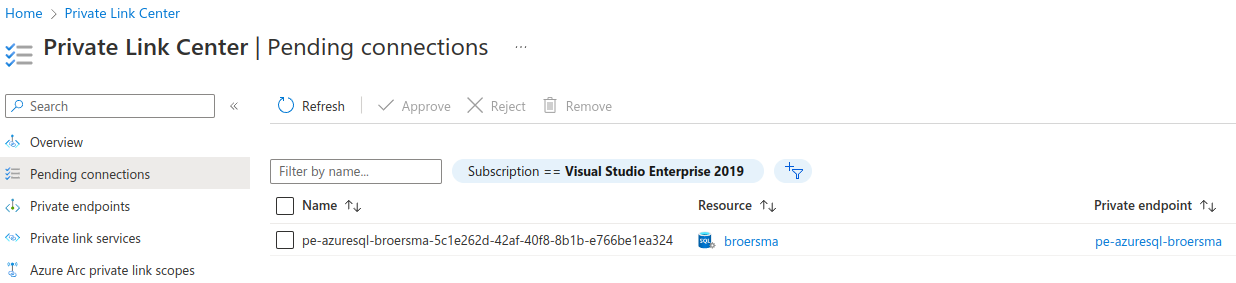 Home > Private Link Center
Private Link Center | Pending connections ...
Search «
Refresh Approve Reject Remove
Overview
Pending connections
Private endpoints
Private link services
Azure Arc private link scopes
Filter by name... Subscription == Visual Studio Enterprise 2019
Name ↑↓ Resource ↑↓ Private endpoint ↑↓
pe-azuresql-broersma-5c1e262d-42af-40f8-8b1b-e766be1ea324 SQL broersma pe-azuresql-broersma